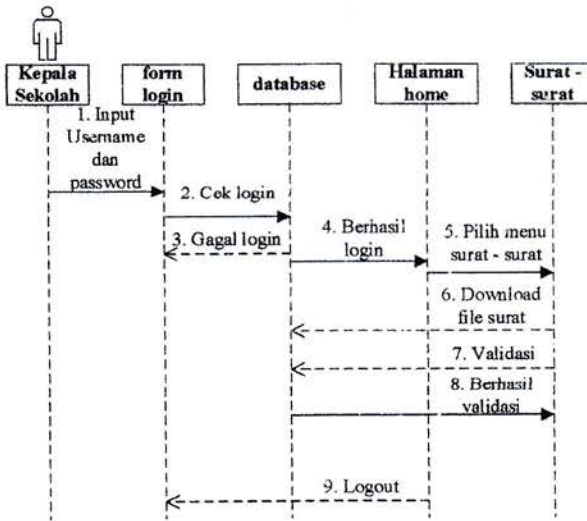 Kepala
Sekolah
form
login
database
Halaman
home
Surat -
surat
1. Input
Username
dan
password
2. Cek login
3. Gagal login
4. Berhasil
login
5. Pilih menu
surat - surat
6. Download
file surat
7. Validasi
8. Berhasil
validasi
9. Logout